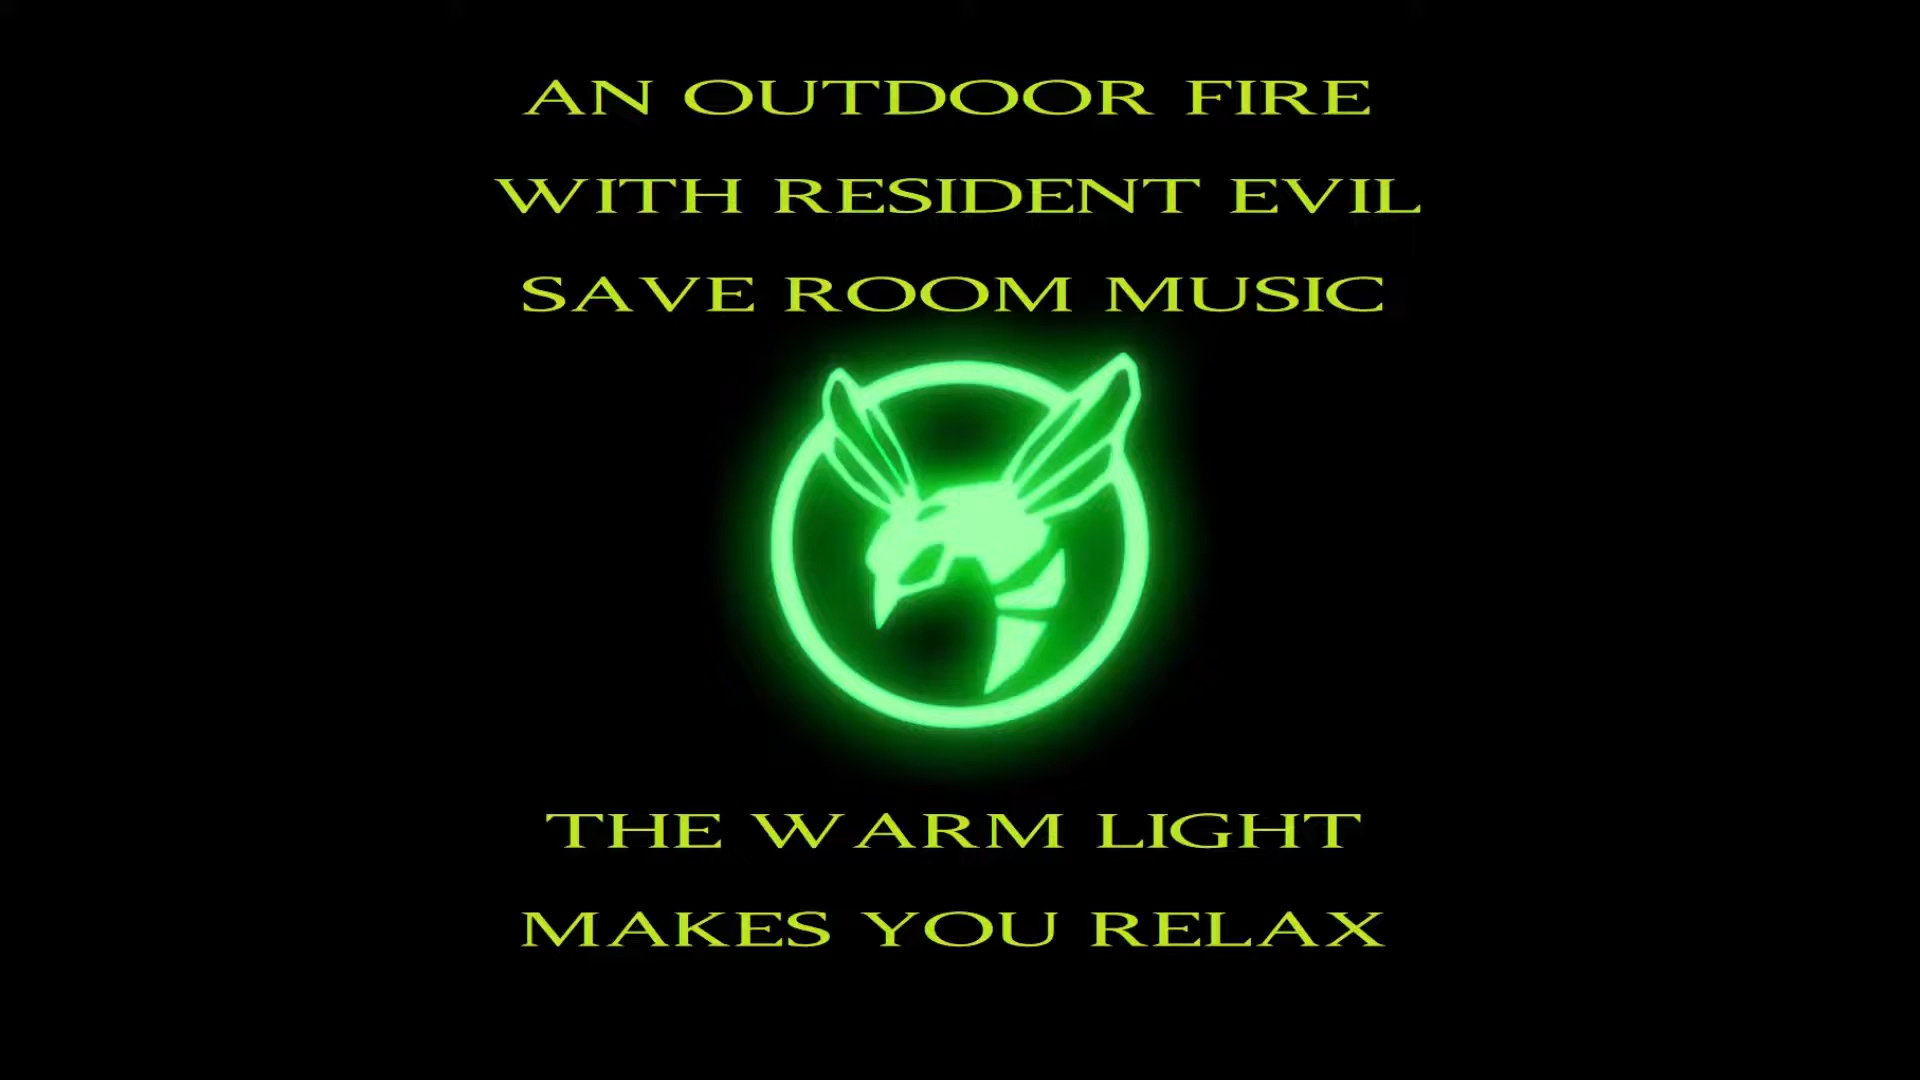 AN OUTDOOR FIRE
WITH RESIDENT EVIL
SAVE ROOM MUSIC
THE WARM LIGHT
MAKES YOU RELAX